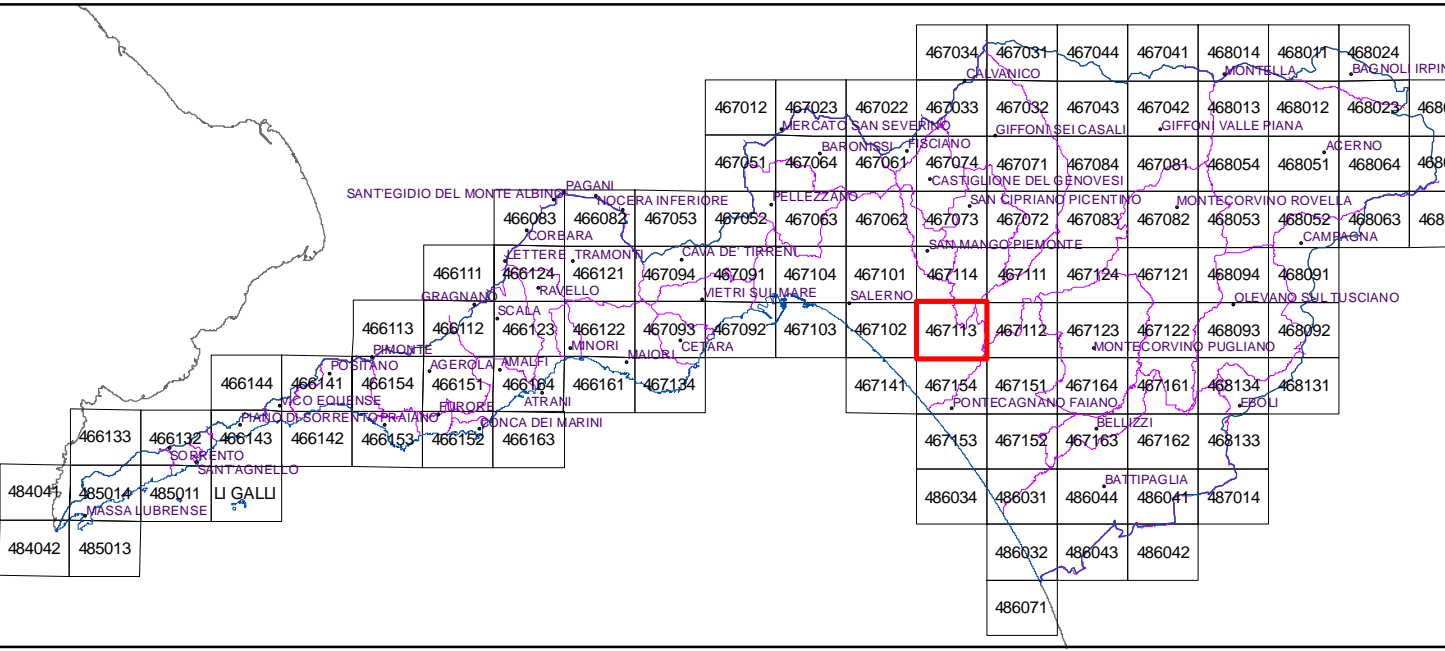 467034 467031 467044 467041 468014 468011 468024
CALVANICO MONTELLA BAGNOLI IRPIN
467012 467023 467022 467033 467032 467043 467042 468013 468012 468023 468
MERCATO SAN SEVERINO GIFFONI SEI CASALI GIFFONI VALLE PIANA
BARONISSI FISCIANO ACERNO
467051 467064 467061 467074 467071 467084 467081 468054 468051 468064 468
CASTIGLIONE DEL GENOVESI
SANT'EGIDIO DEL MONTE ALBINO PAGANI
NOCERA INFERIORE PELLEZZANO SAN CIPRIANO PICENTINO MONTECORVINO ROVELLA
466083 466082 467053 467052 467063 467062 467073 467072 467083 467082 468053 468052 468063 468
CORBARA CAMPAGNA
SAN MANGO PIEMONTE
LETTERE TRAMONTI CAVA DE' TIRRENI
466111 466124 466121 467094 467091 467104 467101 467114 467111 467124 467121 468094 468091
GRAGNANO RAVELLO VIETRI SUL MARE SALERNO OLEVANO SUL TUSCIANO
SCALA
466113 466112 466123 466122 467093 467092 467103 467102 467113 467112 467123 467122 468093 468092
PIMONTE MINORI MAIORI CETARA MONTECORVINO PUGLIANO
POSITANO AGEROLA AMALFI
466144 466141 466154 466151 466164 466161 467134 467141 467154 467151 467164 467161 468134 468131
VICO EQUENSE ATRANI PONTECAGNANO FAIANO EBOLI
PIANO DI SORRENTO PRAIANO FURORE CONCA DEI MARINI BELLIZZI
466133 466132 466143 466142 466153 466152 466163 467153 467152 467163 467162 468133
SORRENTO
SANT'AGNELLO BATTIPAGLIA
484041 485014 485011 LI GALLI 486034 486031 486044 486041 487014
MASSA LUBRENSE
484042 485013 486032 486043 486042
486071